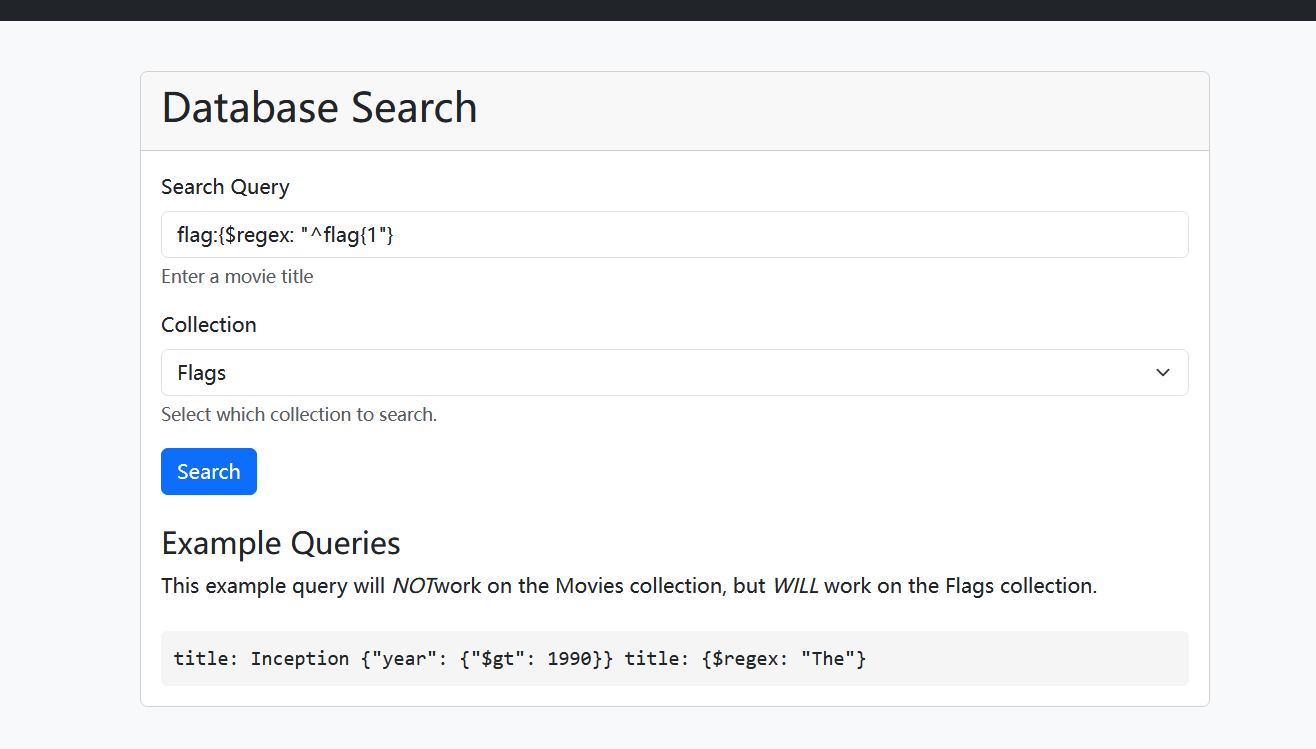 Database Search
Search Query
flag:{$regex: "^flag{1"}
Enter a movie title
Collection
Flags
Select which collection to search.
Search
Example Queries
This example query will NOTwork on the Movies collection, but WILL work on the Flags collection.
title: Inception {"year": {"$gt": 1990}} title: {$regex: "The"}